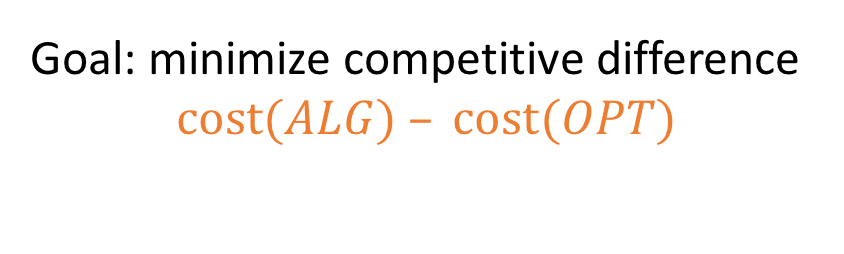 Goal: minimize competitive difference
cost(ALG) – cost(OPT)